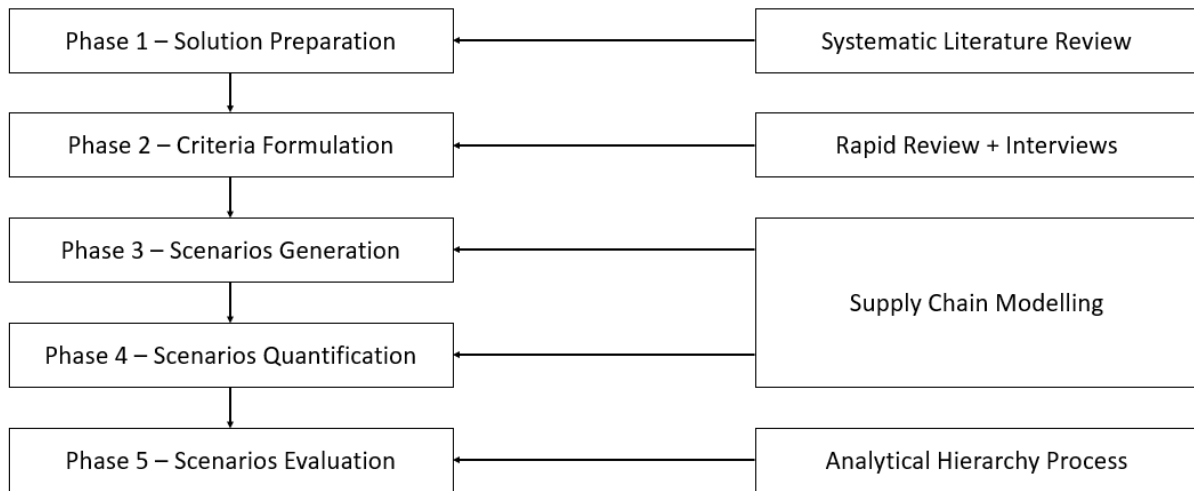 Phase 1 – Solution Preparation
Systematic Literature Review
Phase 2 – Criteria Formulation
Rapid Review + Interviews
Phase 3 – Scenarios Generation
Supply Chain Modelling
Phase 4 – Scenarios Quantification
Phase 5 – Scenarios Evaluation
Analytical Hierarchy Process